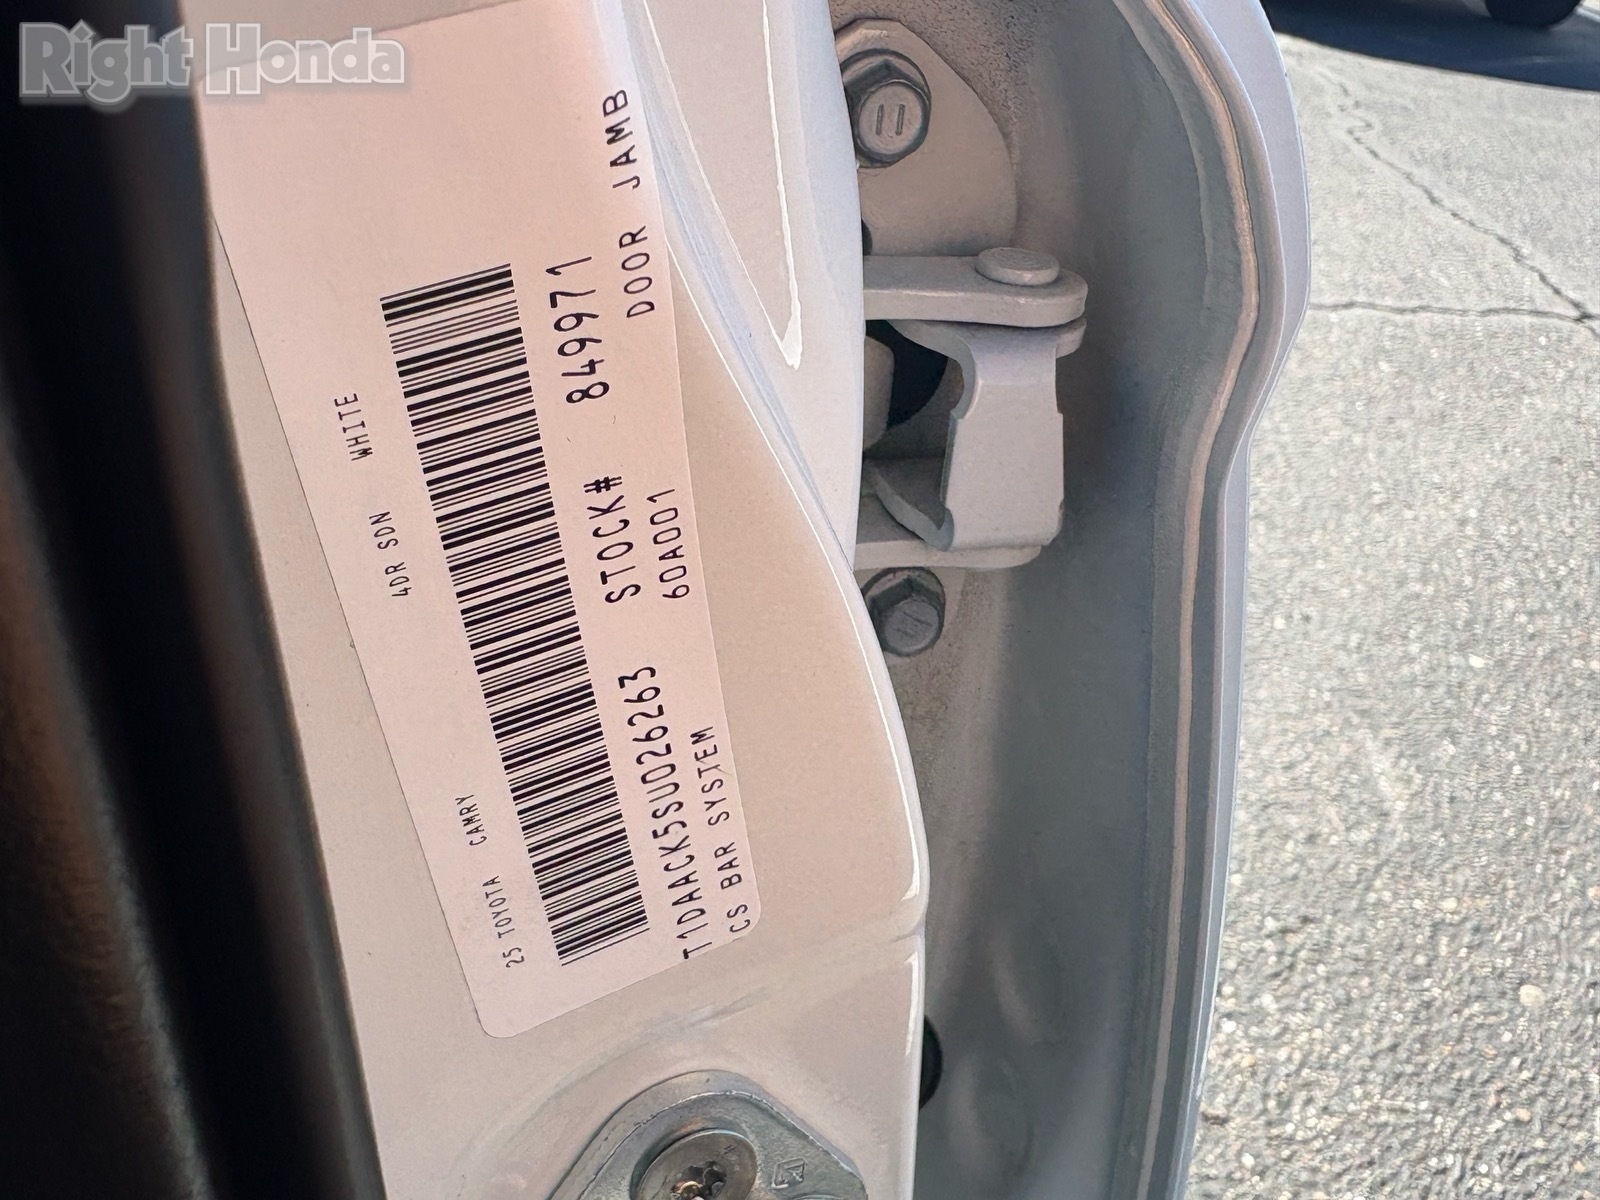 Right Honda
25 TOYOTA CAMRY 4DR SDN WHITE
T1DAACK5SU026263 STOCK# 849971
CS BAR SYSTEM 60A001 DOOR JAMB